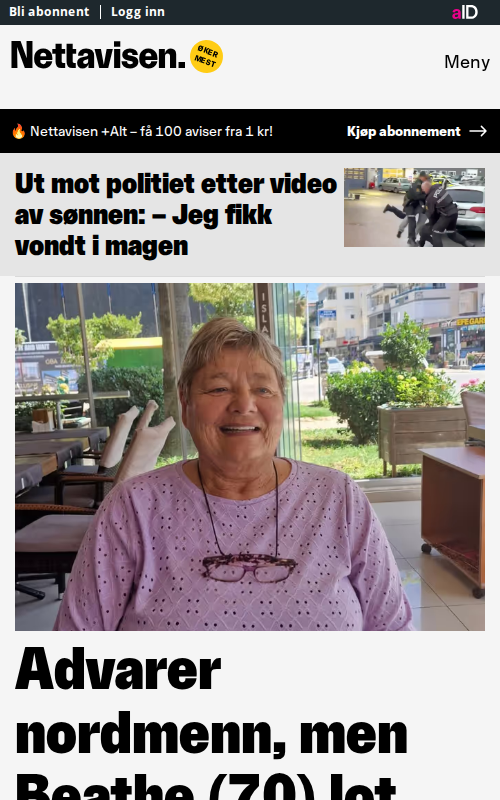 Bli abonnent
Logg inn
aID
Nettavisen.
ØKER
MEST
Meny
🔥 Nettavisen +Alt – få 100 aviser fra 1 kr!
Kjøp abonnement →
Ut mot politiet etter video
av sønnen: – Jeg fikk
vondt i magen
ISLA
Advarer
nordmenn, men
Beathe (70) lot